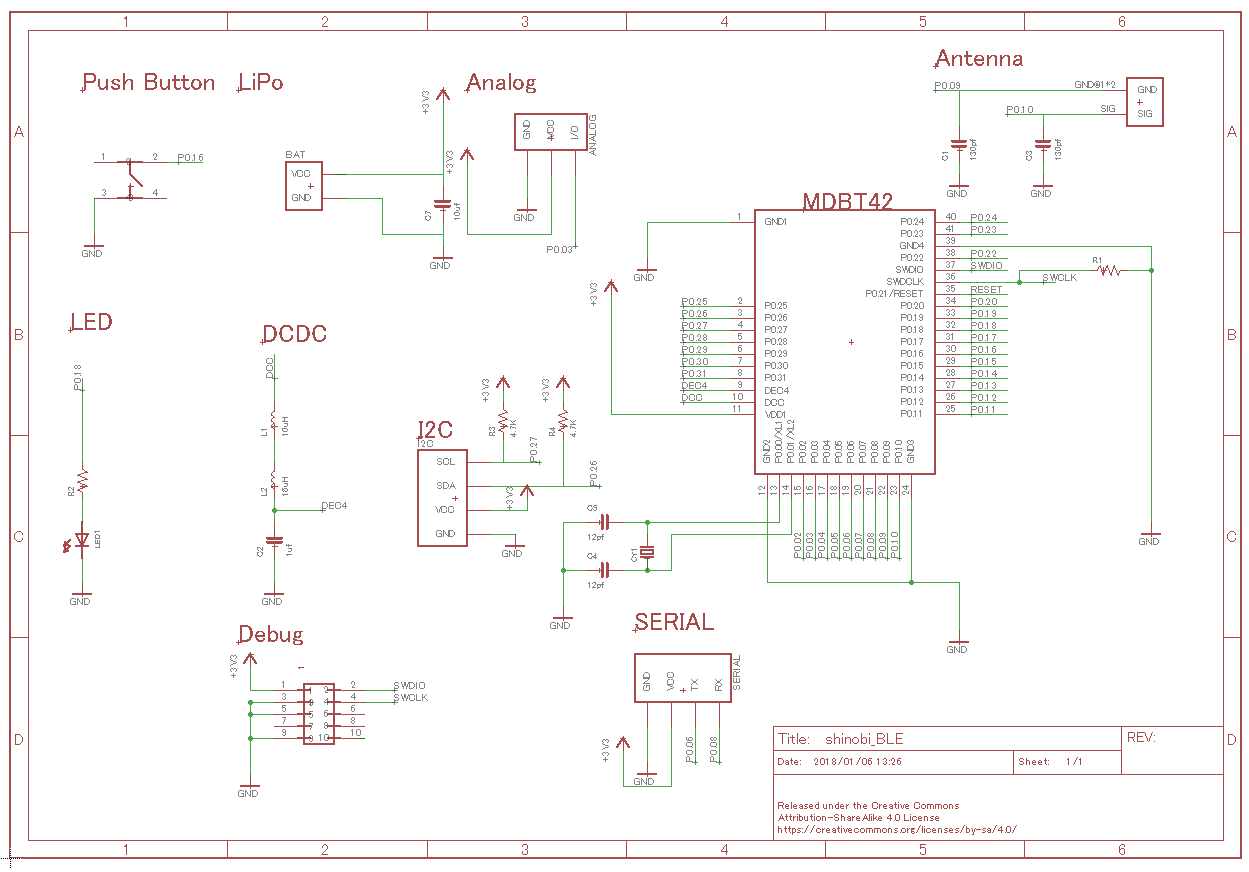 1 2 3 4 5 6
A A
B B
C C
D D
1 2 3 4 5 6
Push Button
1 2 P0.16
3 4
GND
LiPo
BAT
VCC
GND
+3V3
C7
10uf
GND
Analog
ANALOG
GND
VCC
I/O
+3V3
GND
P0.03
Antenna
P0.09
GND@1*2
GND
P0.10
SIG
SIG
C1
130pf
GND
C3
130pf
GND
MDBT42
1 GND1
GND
+3V3
P0.25 2 P0.25
P0.26 3 P0.26
P0.27 4 P0.27
P0.28 5 P0.28
P0.29 6 P0.29
P0.30 7 P0.30
P0.31 8 P0.31
DEC4 9 DEC4
DCC 10 DCC
11 VDD1
P0.24 40 P0.24
P0.23 41 P0.23
GND4 39
P0.22 38 P0.22
SWDIO 37 SWDIO
SWDCLK 36 SWCLK
P0.21/RESET 35 RESET
P0.20 34 P0.20
P0.19 33 P0.19
P0.18 32 P0.18
P0.17 31 P0.17
P0.16 30 P0.16
P0.15 29 P0.15
P0.14 28 P0.14
P0.13 27 P0.13
P0.12 26 P0.12
P0.11 25 P0.11
R1
GND
GND2 12
P0.00/XL1 13
P0.01/XL2 14
P0.02 15 P0.02
P0.03 16 P0.03
P0.04 17 P0.04
P0.05 18 P0.05
P0.06 19 P0.06
P0.07 20 P0.07
P0.08 21 P0.08
P0.09 22 P0.09
P0.10 23 P0.10
GND3 24
GND
LED
P0.18
R2
LED1
GND
DCDC
DCC
L1
10uH
L2
15uH
DEC4
C2
1uf
GND
I2C
I2C
SCL
SDA
VCC
GND
+3V3
R3
4.7K
P0.27
+3V3
R4
4.7K
P0.26
+3V3
GND
C5
12pf
C4
12pf
CY1
GND
Debug
+3V3
1 1 2 2 SWDIO
3 3 4 4 SWCLK
5 5 6 6
7 7 8 8
9 9 10 10
GND
SERIAL
SERIAL
GND
VCC
TX
RX
+3V3
GND
P0.06
P0.08
Title: shinobi_BLE
REV:
Date: 2018/01/06 13:26
Sheet: 1/1
Released under the Creative Commons
Attribution-ShareAlike 4.0 License
https://creativecommons.org/licenses/by-sa/4.0/